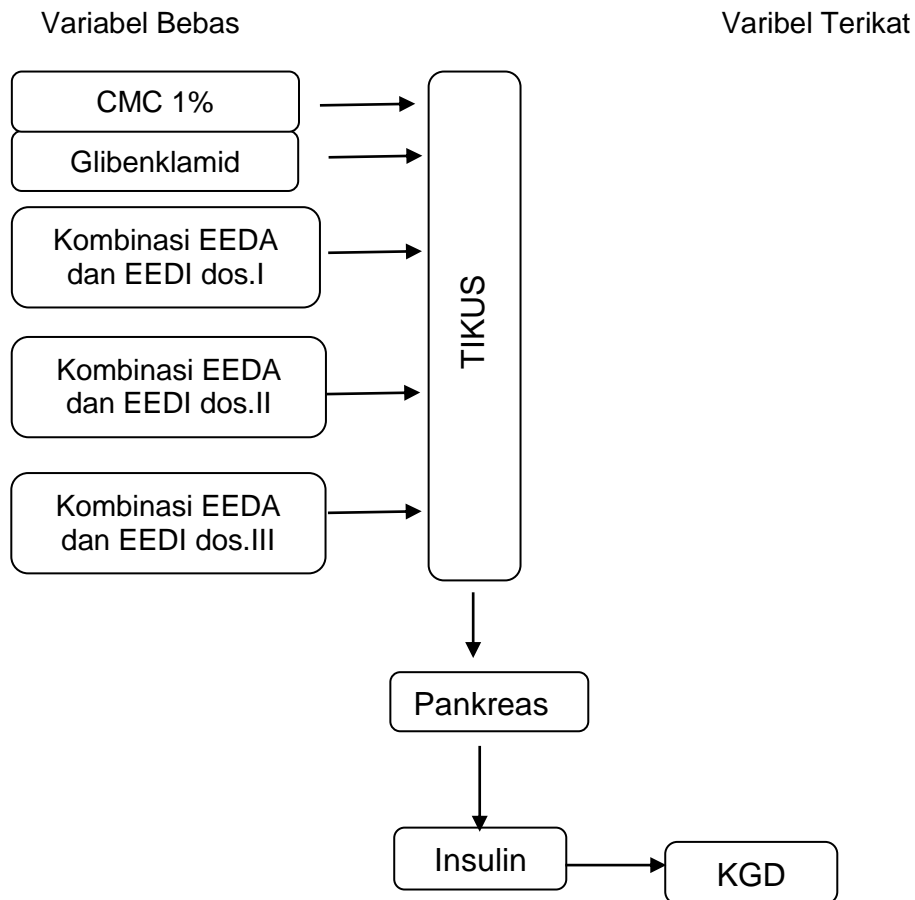 Variabel Bebas
Varibel Terikat
CMC 1%
Glibenklamid
Kombinasi EEDA
dan EEDI dos.I
Kombinasi EEDA
dan EEDI dos.II
Kombinasi EEDA
dan EEDI dos.III
TIKUS
Pankreas
Insulin
KGD